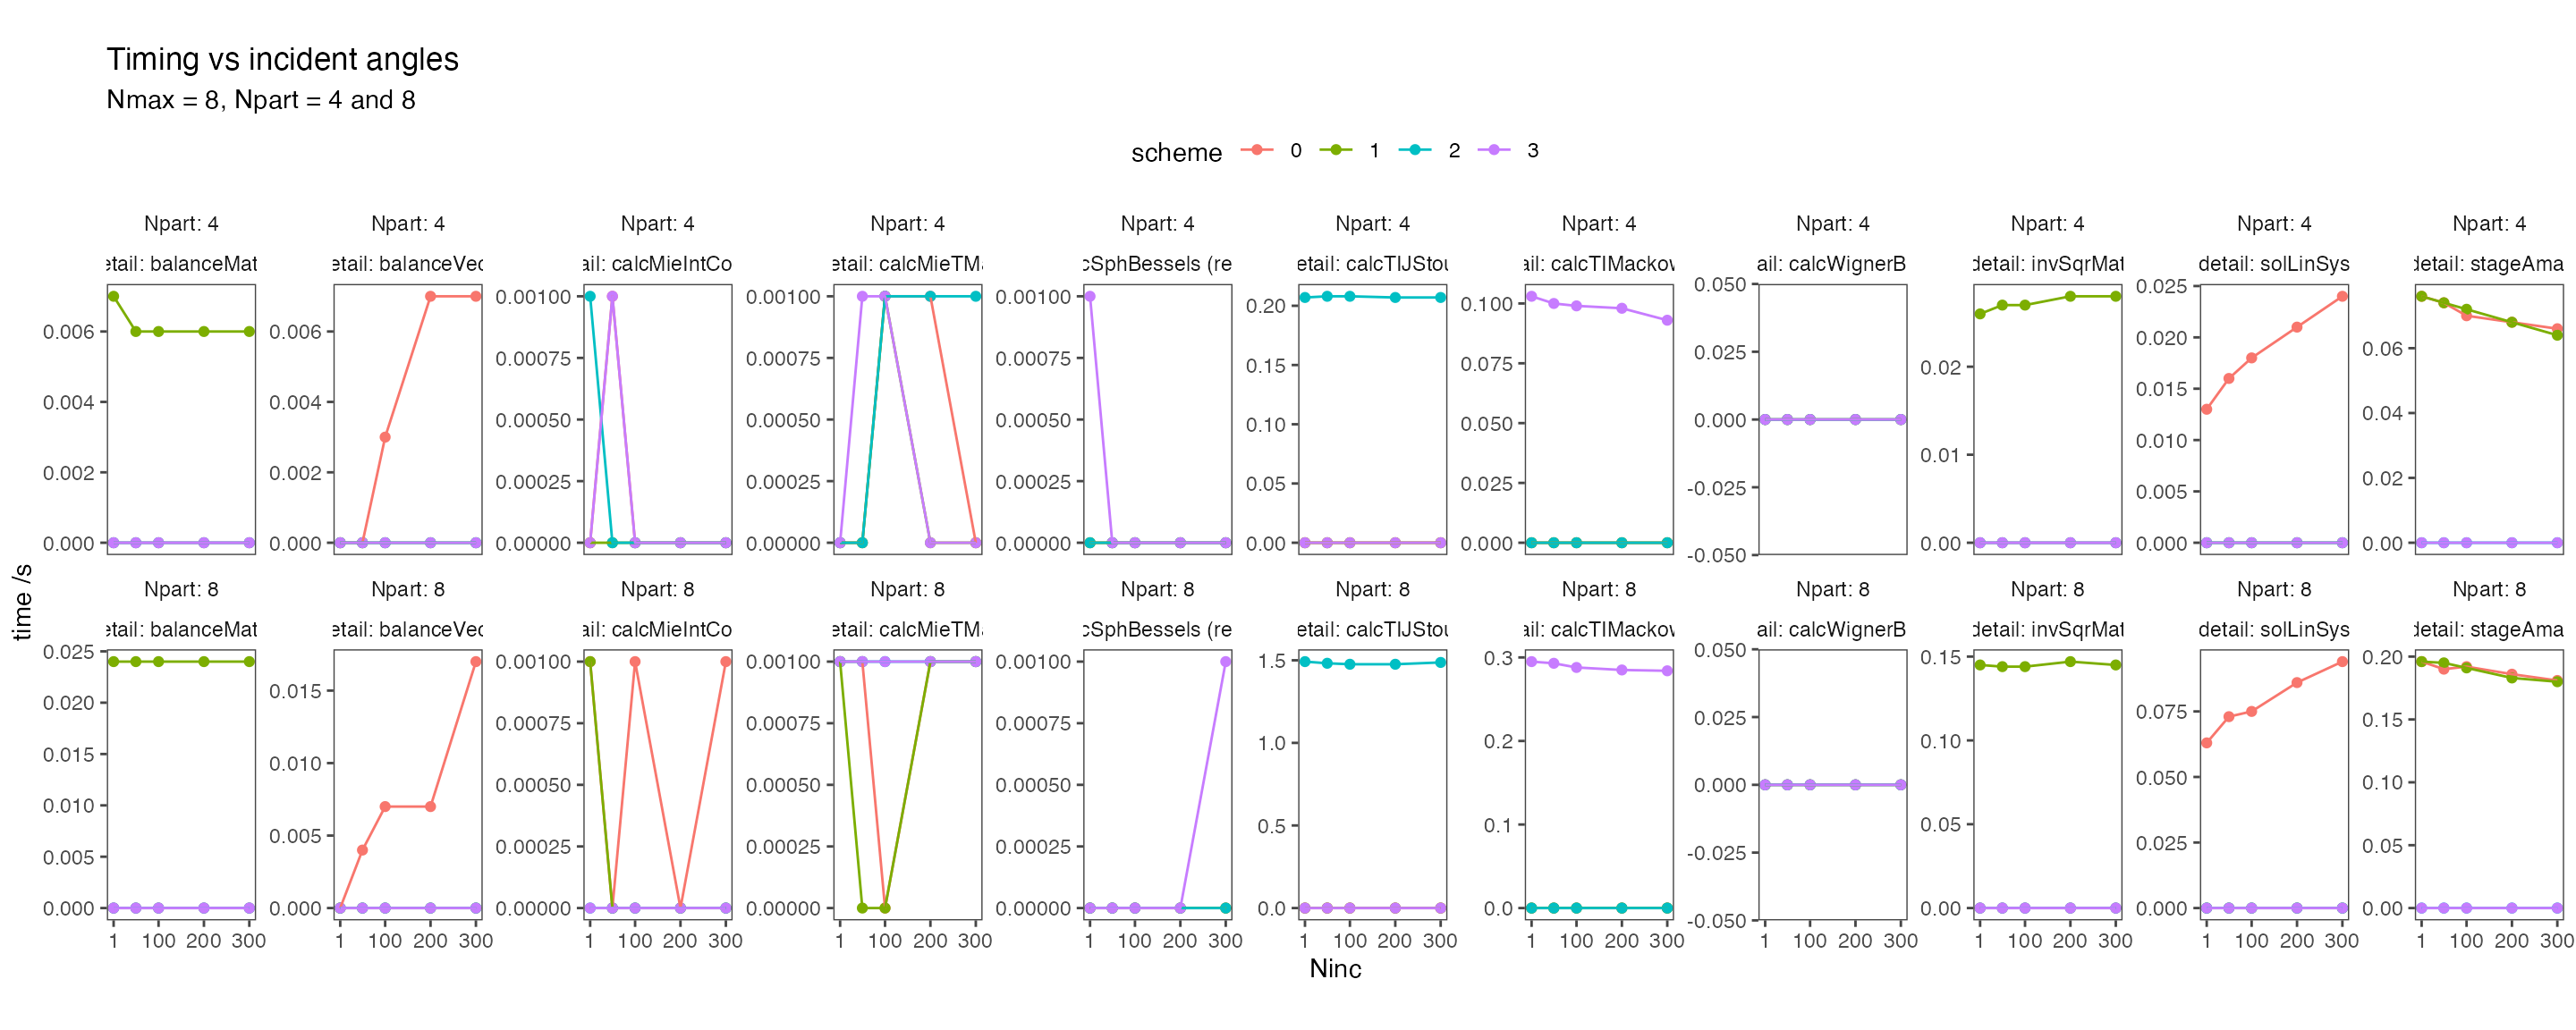 Timing vs incident angles
Nmax = 8, Npart = 4 and 8
scheme 0 1 2 3
Npart: 4 Npart: 4 Npart: 4 Npart: 4 Npart: 4 Npart: 4 Npart: 4 Npart: 4 Npart: 4 Npart: 4 Npart: 4
etail: balanceMat etail: balanceVec ail: calcMieIntCo etail: calcMieTMa cSphBessels (re etail: calcTIJStou ail: calcTIMackow ail: calcWignerB detail: invSqrMat detail: solLinSys detail: stageAma
0.006 0.004 0.002 0.000
0.006 0.004 0.002 0.000
0.00100 0.00075 0.00050 0.00025 0.00000
0.00100 0.00075 0.00050 0.00025 0.00000
0.00100 0.00075 0.00050 0.00025 0.00000
0.20 0.15 0.10 0.05 0.00
0.100 0.075 0.050 0.025 0.000
0.050 0.025 0.000 -0.025 -0.050
0.02 0.01 0.00
0.025 0.020 0.015 0.010 0.005 0.000
0.06 0.04 0.02 0.00
time /s
Npart: 8 Npart: 8 Npart: 8 Npart: 8 Npart: 8 Npart: 8 Npart: 8 Npart: 8 Npart: 8 Npart: 8 Npart: 8
etail: balanceMat etail: balanceVec ail: calcMieIntCo etail: calcMieTMa cSphBessels (re etail: calcTIJStou ail: calcTIMackow ail: calcWignerB detail: invSqrMat detail: solLinSys detail: stageAma
0.025 0.020 0.015 0.010 0.005 0.000
0.015 0.010 0.005 0.000
0.00100 0.00075 0.00050 0.00025 0.00000
0.00100 0.00075 0.00050 0.00025 0.00000
0.00100 0.00075 0.00050 0.00025 0.00000
1.5 1.0 0.5 0.0
0.3 0.2 0.1 0.0
0.050 0.025 0.000 -0.025 -0.050
0.15 0.10 0.05 0.00
0.075 0.050 0.025 0.000
0.20 0.15 0.10 0.05 0.00
1 100 200 300 1 100 200 300 1 100 200 300 1 100 200 300 1 100 200 300 1 100 200 300 1 100 200 300 1 100 200 300 1 100 200 300 1 100 200 300 1 100 200 300
Ninc